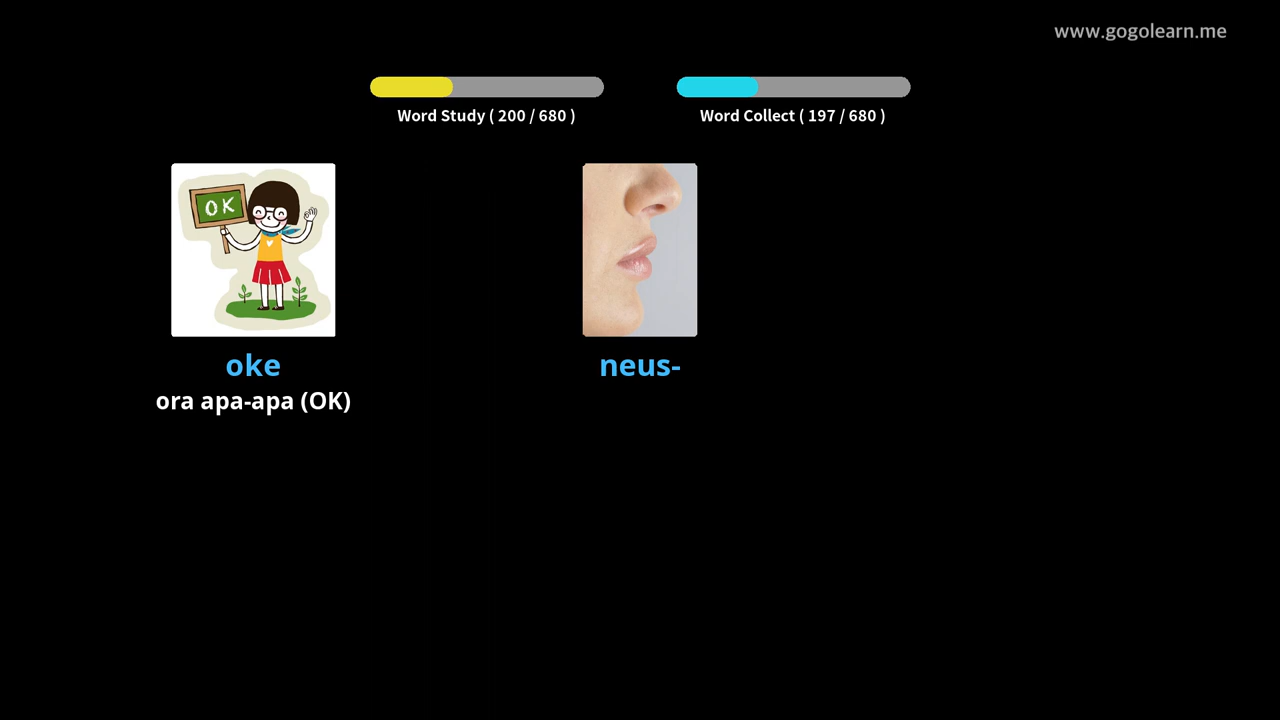 www.gogolearn.me
Word Study ( 200 / 680 )
Word Collect ( 197 / 680 )
OK
oke
neus-
ora apa-apa (OK)